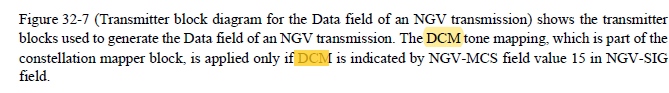 Figure 32-7 (Transmitter block diagram for the Data field of an NGV transmission) shows the transmitter
blocks used to generate the Data field of an NGV transmission. The DCM tone mapping, which is part of the
constellation mapper block, is applied only if DCM is indicated by NGV-MCS field value 15 in NGV-SIG
field.